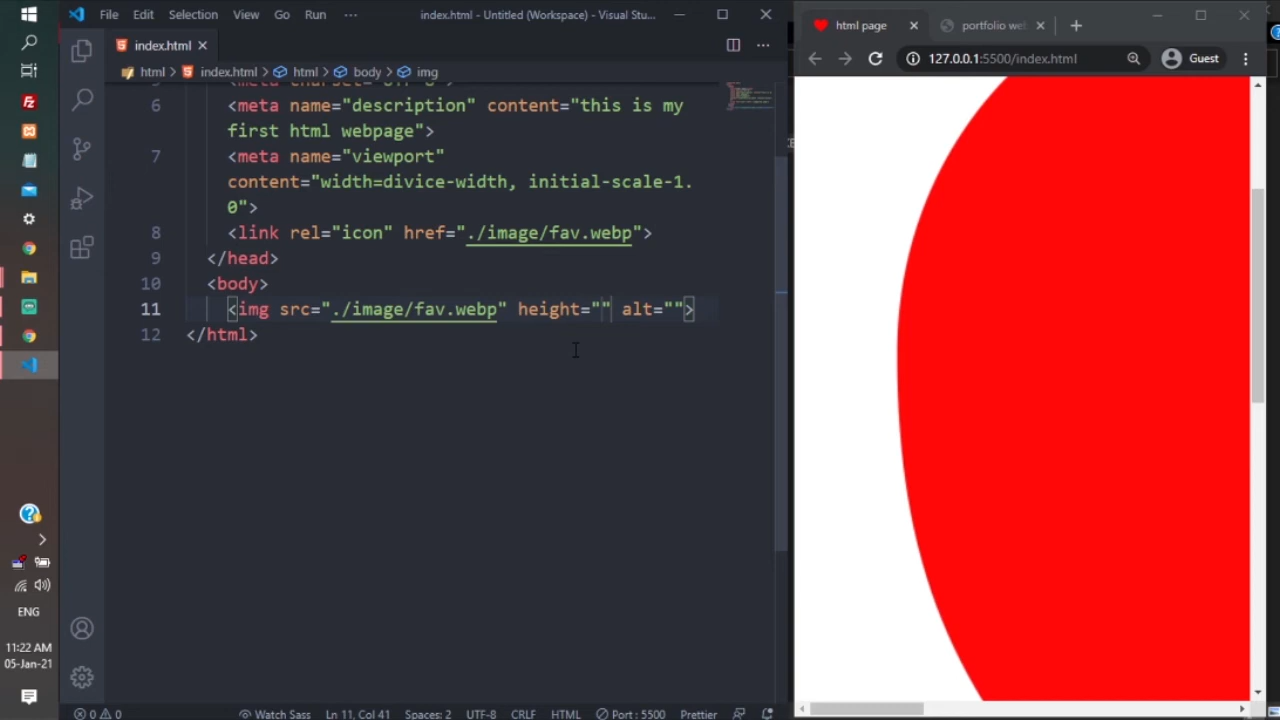 File Edit Selection View Go Run ··· index.html - Untitled (Workspace) - Visual Stu...
index.html
html > index.html > html > body > img
6 <meta name="description" content="this is my
first html webpage">
7 <meta name="viewport"
content="width=divice-width, initial-scale-1.
0">
8 <link rel="icon" href="./image/fav.webp">
9 </head>
10 <body>
11 <img src="./image/fav.webp" height="" alt="">
12 </html>
0 0 Watch Sass Ln 11, Col 41 Spaces: 2 UTF-8 CRLF HTML Port : 5500 Prettier
html page
portfolio web
127.0.0.1:5500/index.html
Guest
ENG
11:22 AM
05-Jan-21